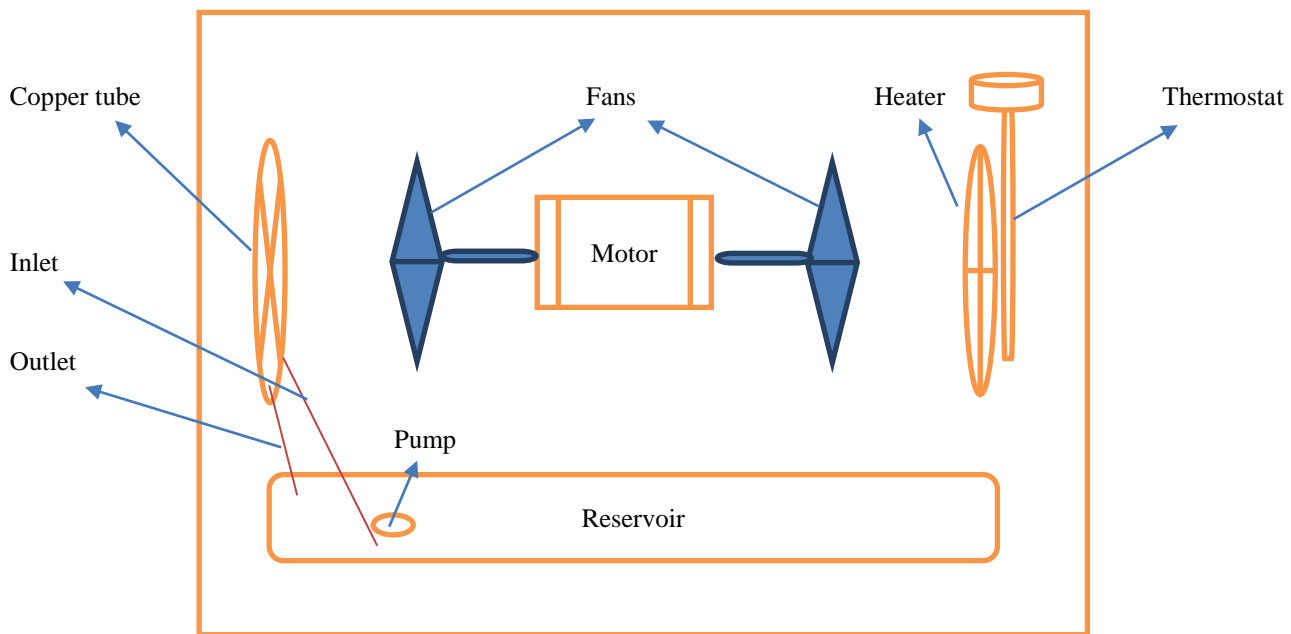 Copper tube
Fans
Heater
Thermostat
Inlet
Motor
Outlet
Pump
Reservoir